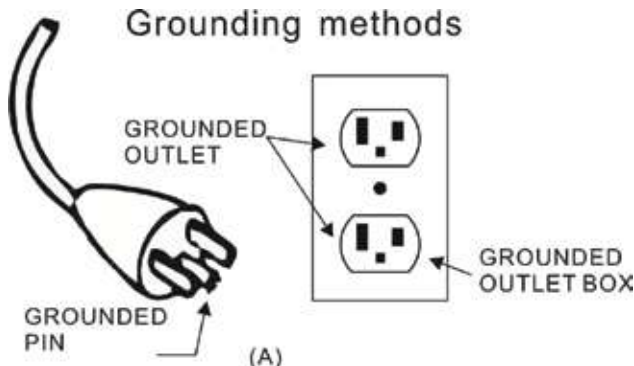 Grounding methods
GROUNDED
OUTLET
GROUNDED
OUTLET BOX
GROUNDED
PIN
(A)